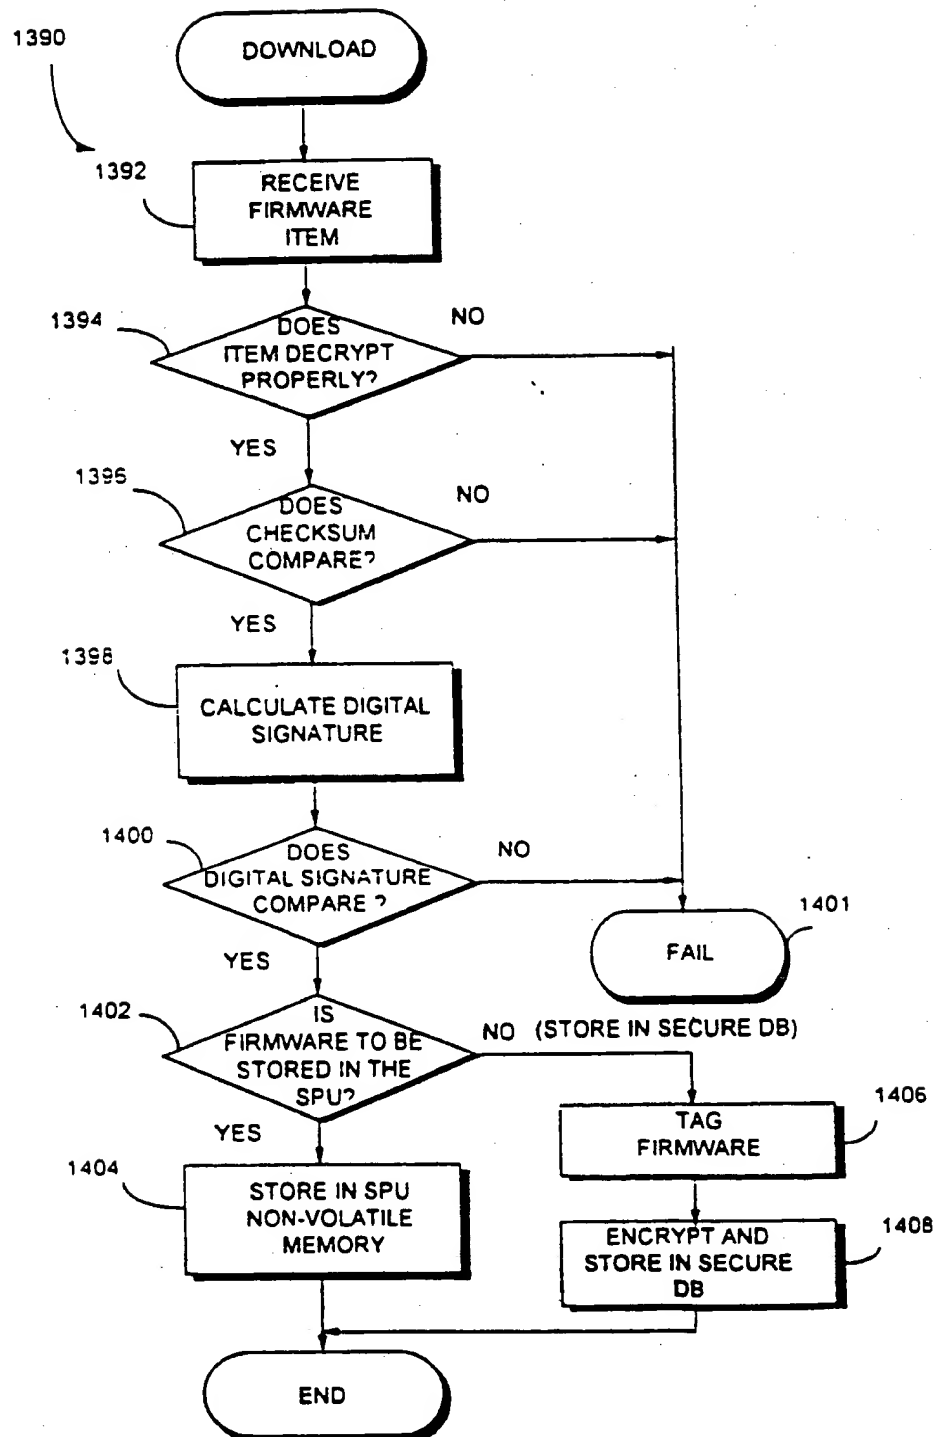 1390
DOWNLOAD
1392
RECEIVE
FIRMWARE
ITEM
1394
DOES
ITEM DECRYPT
PROPERLY?
NO
YES
1396
DOES
CHECKSUM
COMPARE?
NO
YES
1398
CALCULATE DIGITAL
SIGNATURE
1400
DOES
DIGITAL SIGNATURE
COMPARE ?
NO
1401
FAIL
YES
1402
IS
FIRMWARE TO BE
STORED IN THE
SPU?
NO (STORE IN SECURE DB)
1406
TAG
FIRMWARE
YES
1404
STORE IN SPU
NON-VOLATILE
MEMORY
1408
ENCRYPT AND
STORE IN SECURE
DB
END